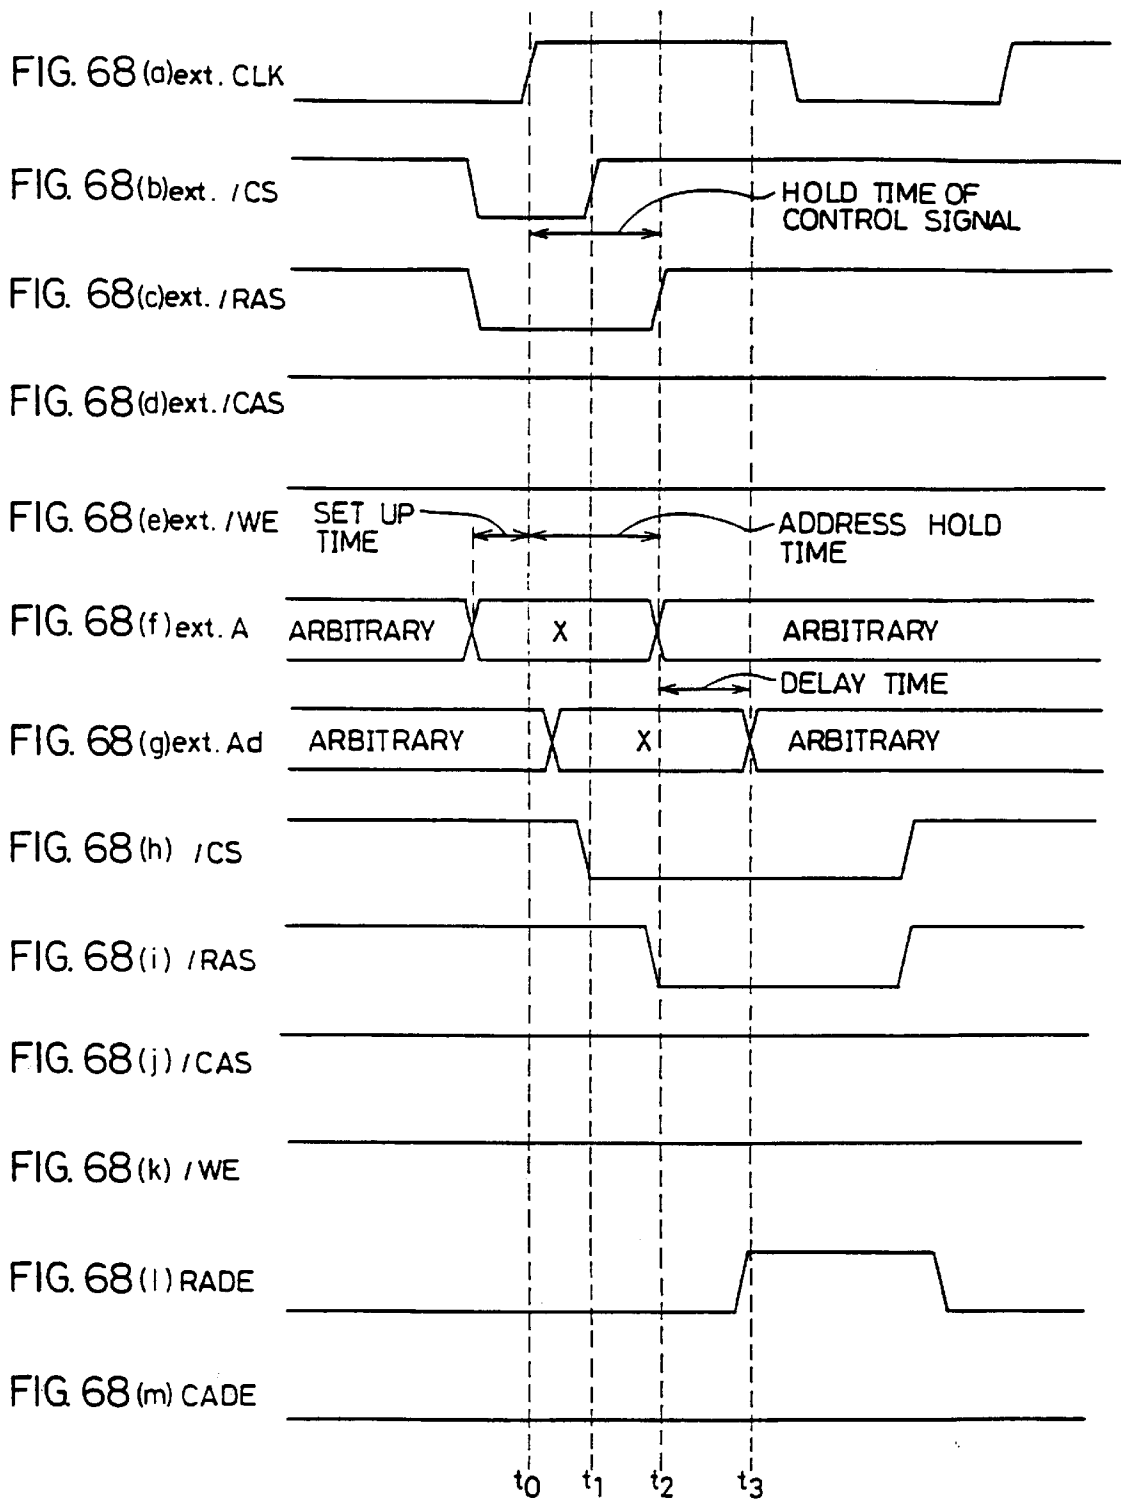 FIG. 68(a)ext. CLK
FIG. 68(b)ext. /CS
HOLD TIME OF
CONTROL SIGNAL
FIG. 68(c)ext. /RAS
FIG. 68(d)ext. /CAS
FIG. 68(e)ext. /WE
SET UP
TIME
ADDRESS HOLD
TIME
FIG. 68(f)ext. A
ARBITRARY
X
ARBITRARY
DELAY TIME
FIG. 68(g)ext. Ad
ARBITRARY
X
ARBITRARY
FIG. 68(h) /CS
FIG. 68(i) /RAS
FIG. 68(j) /CAS
FIG. 68(k) /WE
FIG. 68(l) RADE
FIG. 68(m) CADE
t0 t1 t2 t3